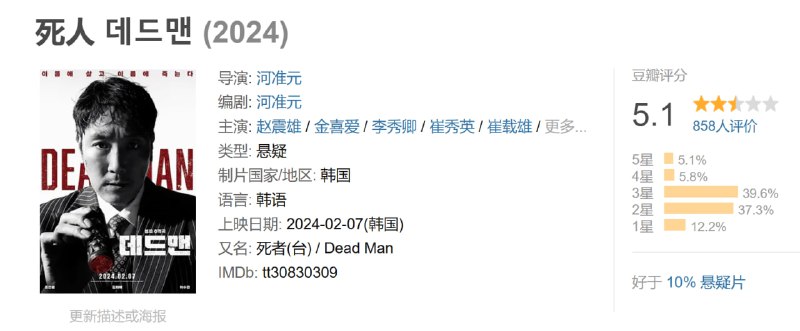 死人 데드맨 (2024)
이름에 살고 이름에 죽는다
DEAD MAN
데드맨
2024.02.07
更新描述或海报
导演: 河准元
编剧: 河准元
主演: 赵震雄 / 金喜爱 / 李秀卿 / 崔秀英 / 崔载雄 / 更多...
类型: 悬疑
制片国家/地区: 韩国
语言: 韩语
上映日期: 2024-02-07(韩国)
又名: 死者(台) / Dead Man
IMDb: tt30830309
豆瓣评分
5.1
858人评价
5星 5.1%
4星 5.8%
3星 39.6%
2星 37.3%
1星 12.2%
好于 10% 悬疑片